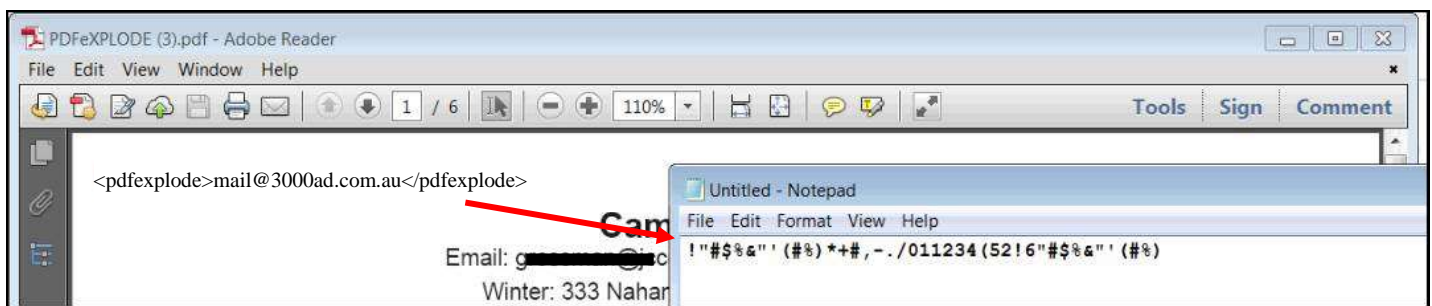 PDFeXPLODE (3).pdf - Adobe Reader
File Edit View Window Help
1 / 6 110% Tools Sign Comment
<pdfexplode>mail@3000ad.com.au</pdfexplode>
Untitled - Notepad
File Edit Format View Help
!"#$%&"'(#%)*+#,-./011234(52!6"#$%&"'(#%)
Cam
Email: g
Winter: 333 Nahar